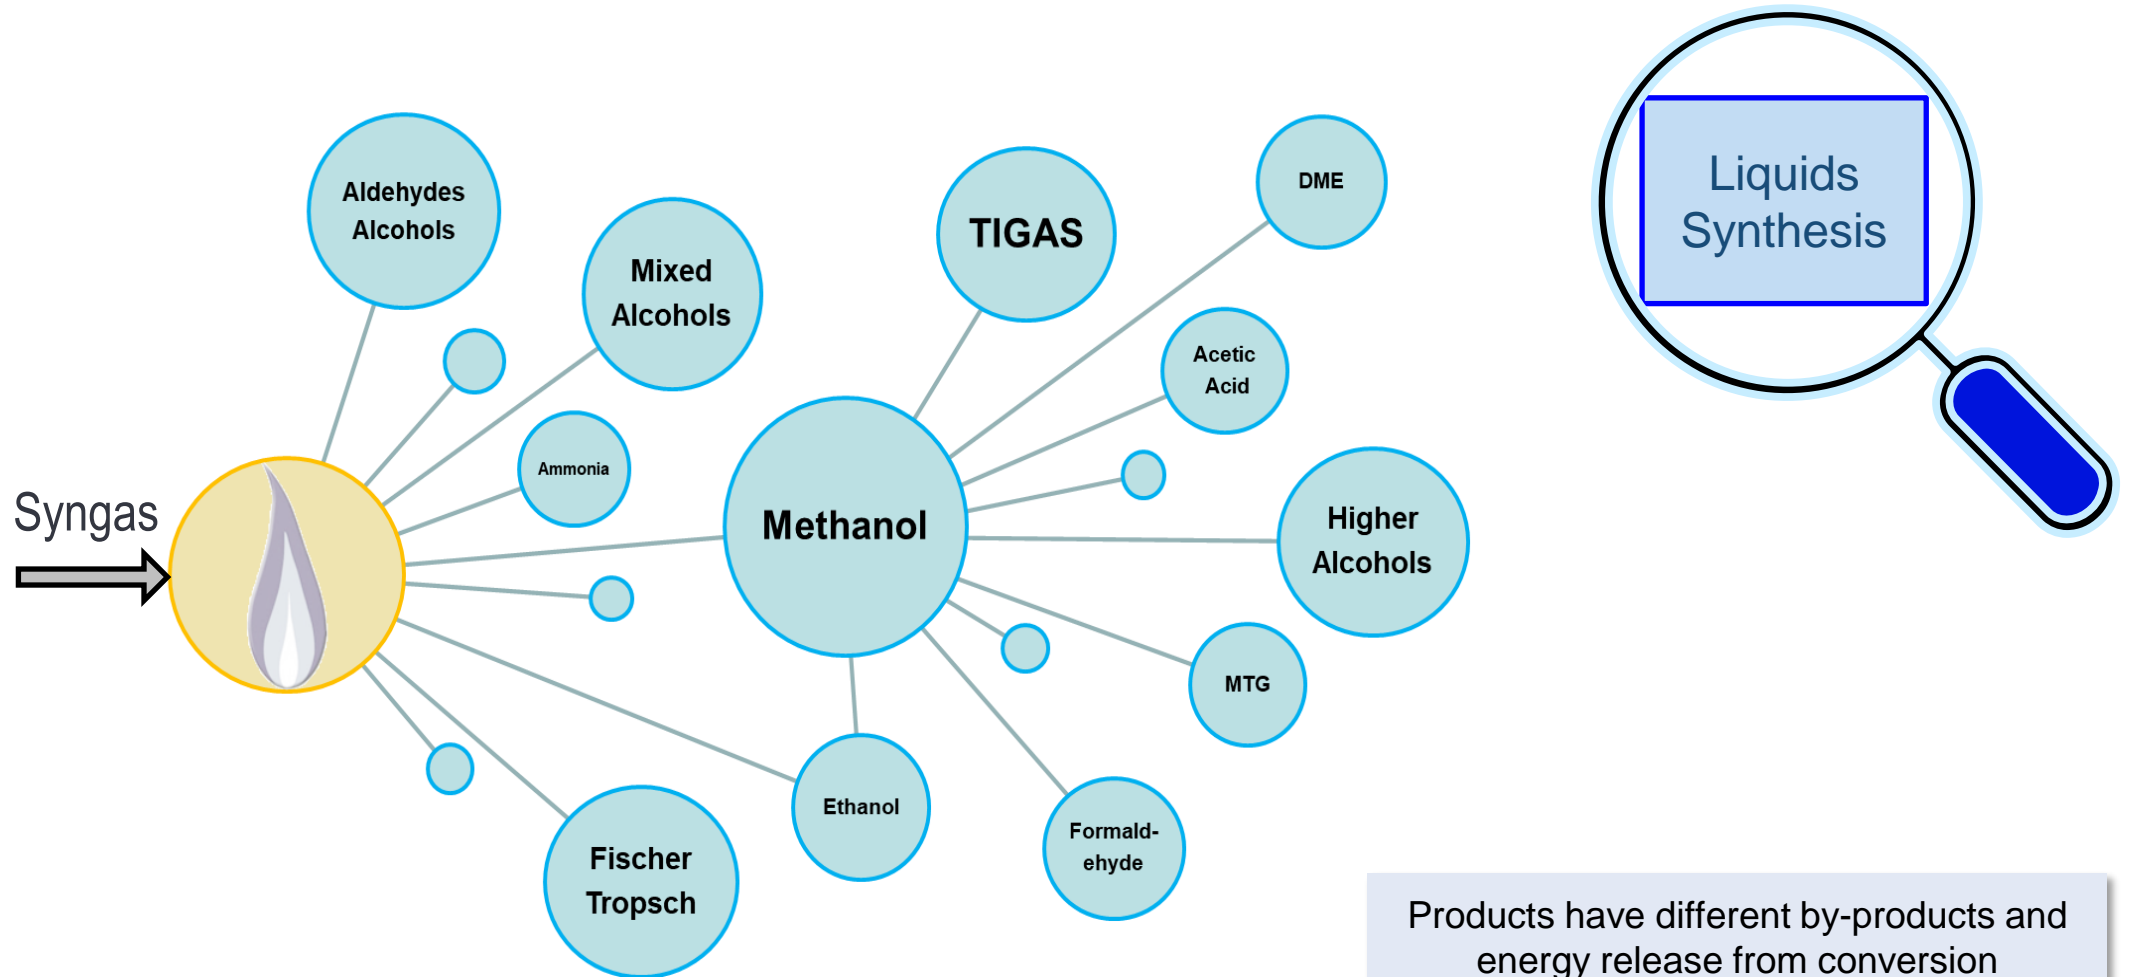 Syngas
Aldehydes
Alcohols
Mixed
Alcohols
Ammonia
Methanol
TIGAS
DME
Acetic
Acid
Higher
Alcohols
MTG
Formald-
ehyde
Ethanol
Fischer
Tropsch
Liquids
Synthesis
Products have different by-products and
energy release from conversion